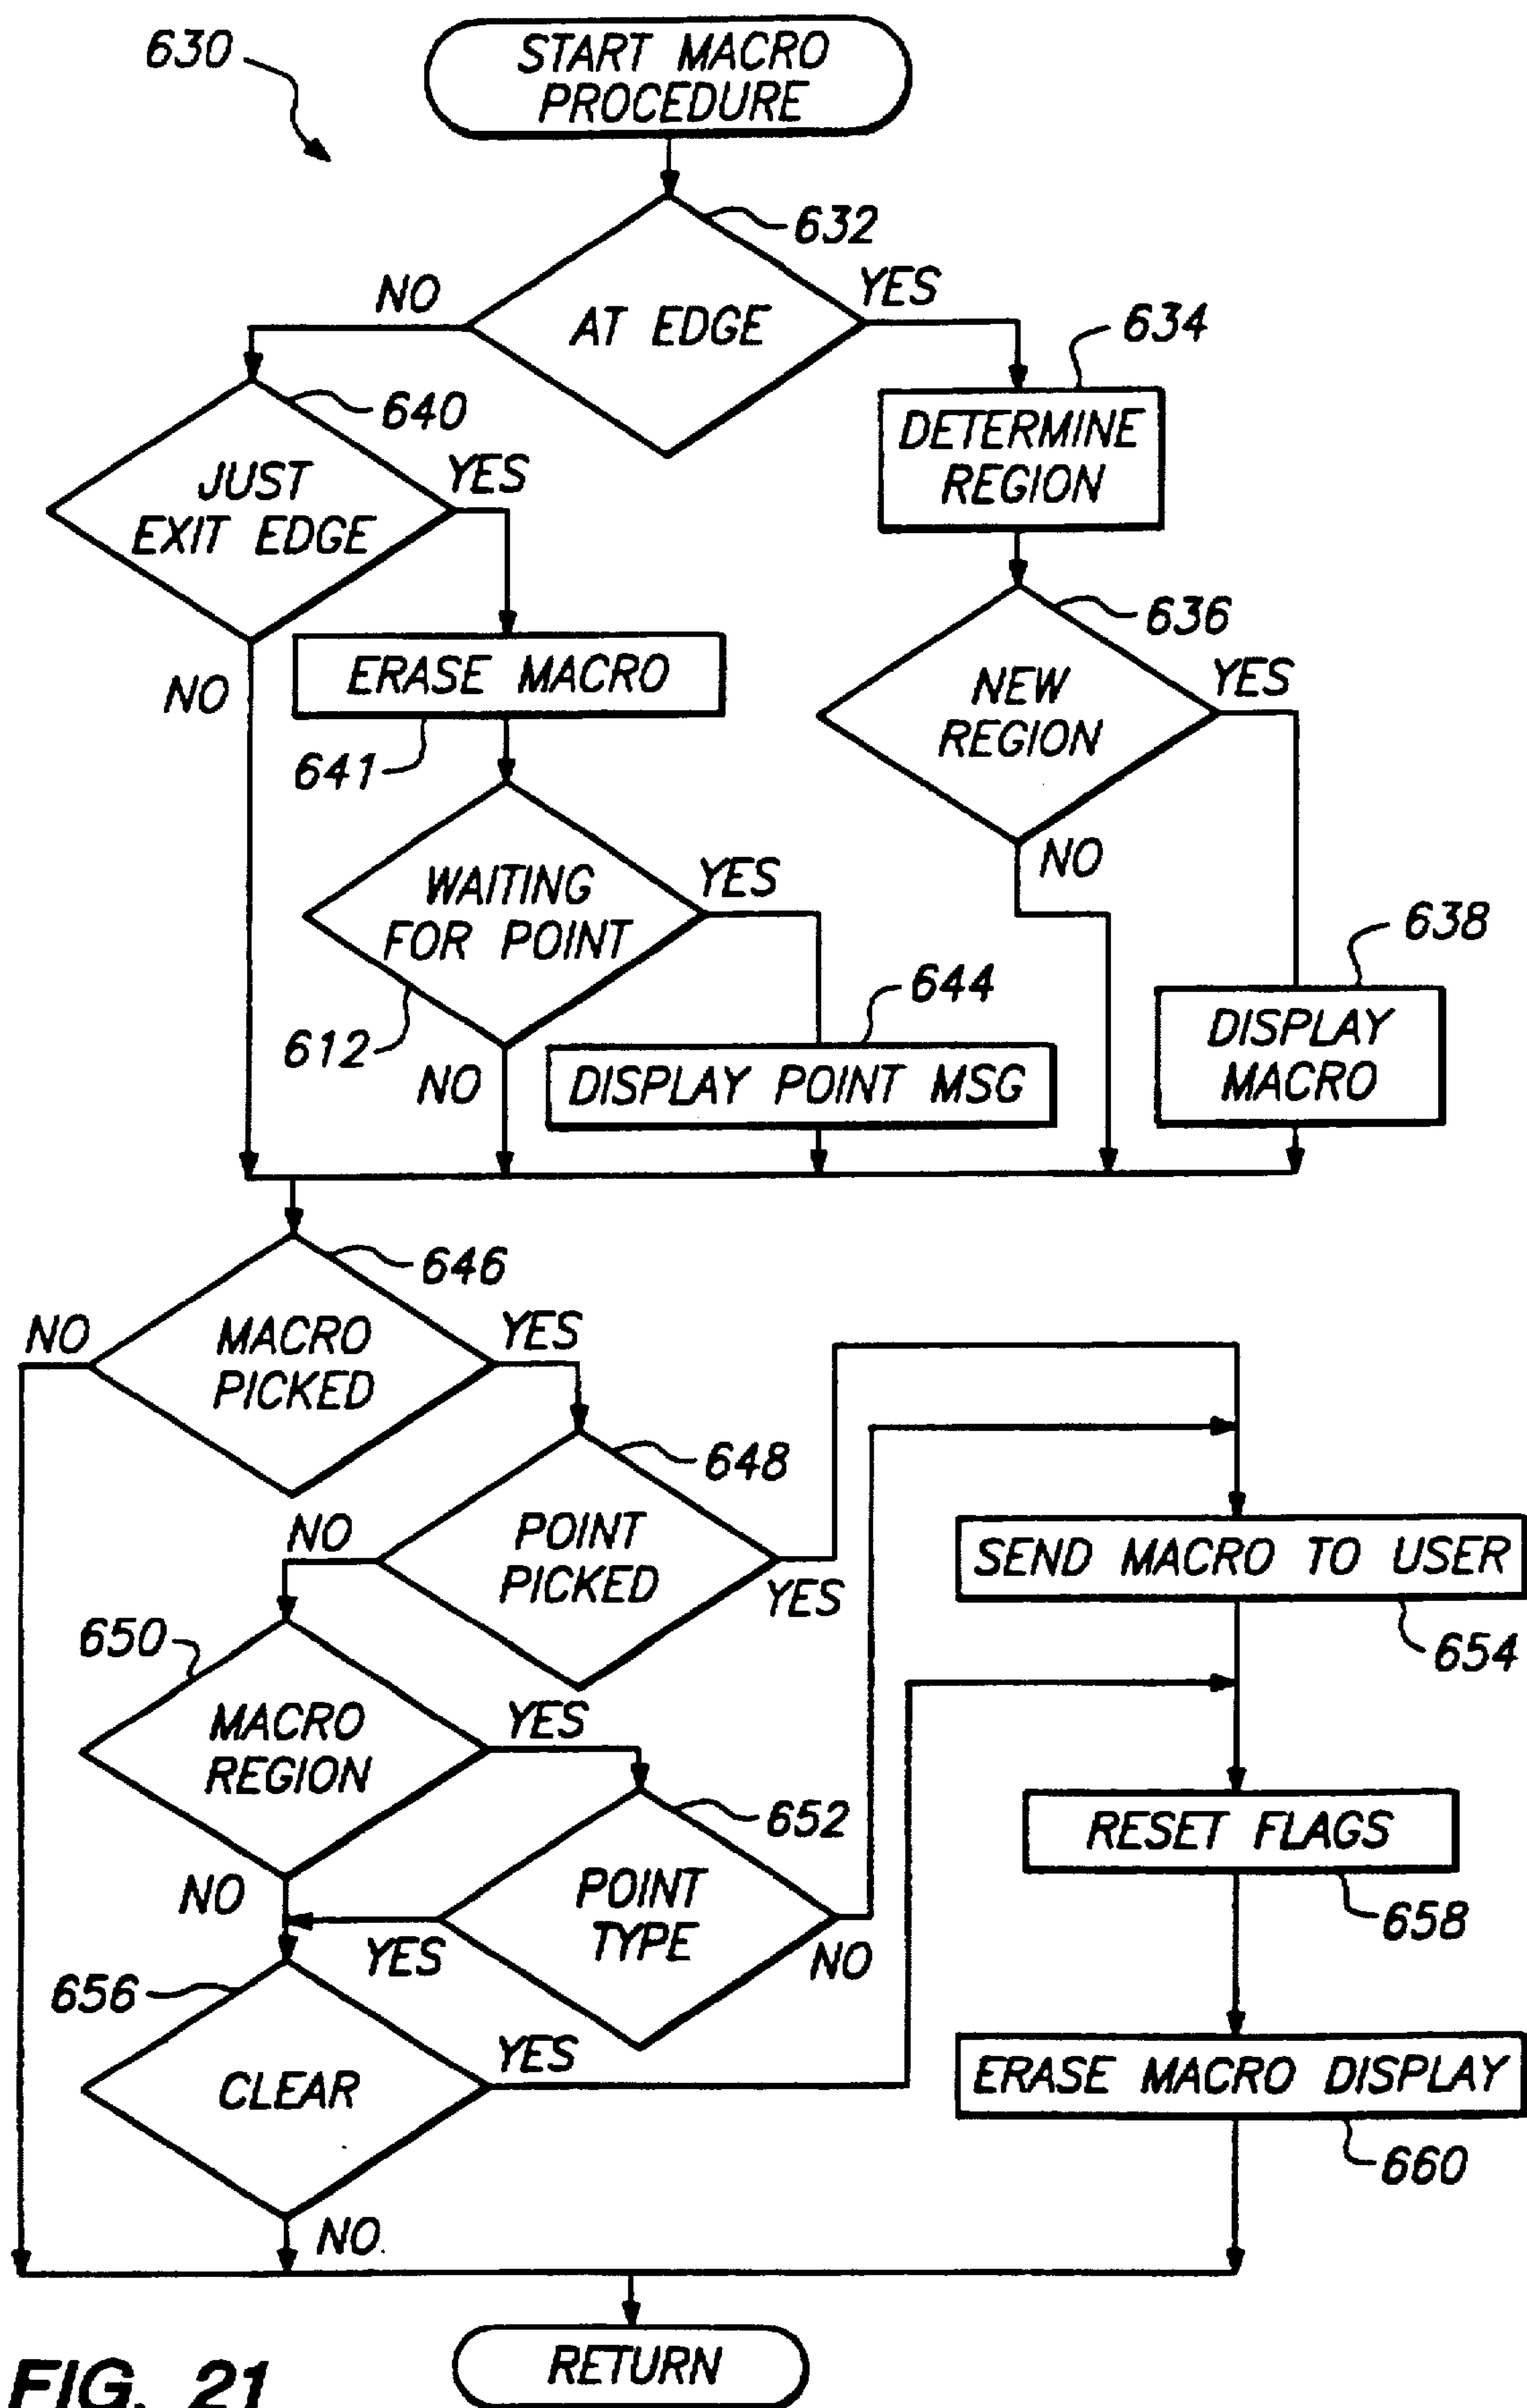 630
START MACRO
PROCEDURE
632
NO
YES
AT EDGE
634
640
DETERMINE
REGION
JUST
EXIT EDGE
YES
636
NO
ERASE MACRO
NEW
REGION
YES
641
NO
WAITING
FOR POINT
YES
638
644
612
NO
DISPLAY POINT MSG
DISPLAY
MACRO
646
NO
MACRO
PICKED
YES
648
NO
POINT
PICKED
YES
SEND MACRO TO USER
650
654
MACRO
REGION
YES
652
RESET FLAGS
NO
POINT
TYPE
658
YES
NO
656
CLEAR
YES
ERASE MACRO DISPLAY
660
NO.
RETURN
FIG. 21